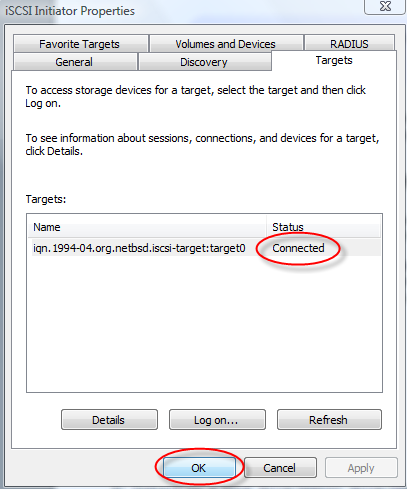 iSCSI Initiator Properties
Favorite Targets Volumes and Devices RADIUS
General Discovery Targets
To access storage devices for a target, select the target and then click
Log on.
To see information about sessions, connections, and devices for a target,
click Details.
Targets:
Name Status
iqn.1994-04.org.netbsd.iscsi-target:target0 Connected
Details Log on... Refresh
OK Cancel Apply